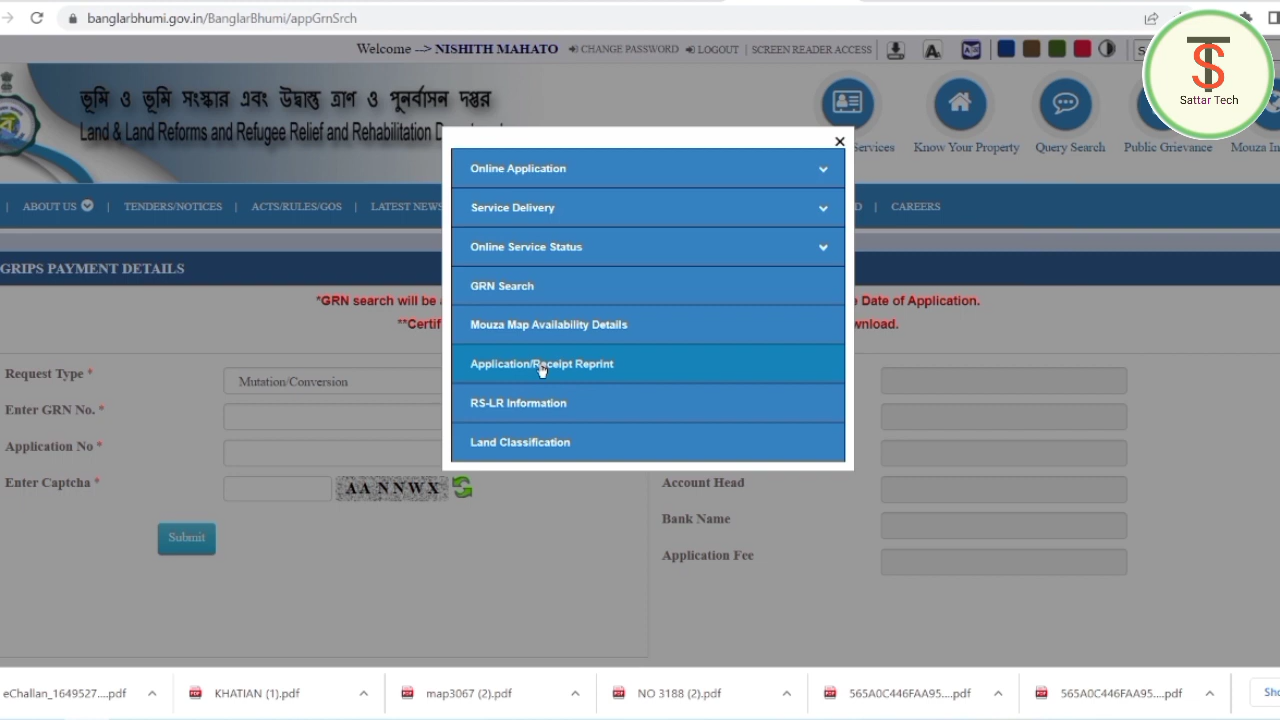 banglarbhumi.gov.in/BanglarBhumi/appGrnSrch
Welcome --> NISHITH MAHATO CHANGE PASSWORD LOGOUT | SCREEN READER ACCESS |
Sattar Tech
ভূমি ও ভূমি সংস্কার এবং উদ্বাস্তু ত্রাণ ও পুনর্বাসন দপ্তর
Land & Land Reforms and Refugee Relief and Rehabilitation
Services Know Your Property Query Search Public Grievance Mouza
| ABOUT US | TENDERS/NOTICES | ACTS/RULES/GOS | LATEST NEWS | CAREERS
Online Application
Service Delivery
Online Service Status
GRN Search
Mouza Map Availability Details
Application/Receipt Reprint
RS-LR Information
Land Classification
GRIPS PAYMENT DETAILS
*GRN search will be Date of Application.
Request Type * Mutation/Conversion
Enter GRN No. *
Application No *
Enter Captcha * AA NNWX
Submit
Account Head
Bank Name
Application Fee
eChallan_1649527....pdf KHATIAN (1).pdf map3067 (2).pdf NO 3188 (2).pdf 565A0C446FAA95....pdf 565A0C446FAA95....pdf